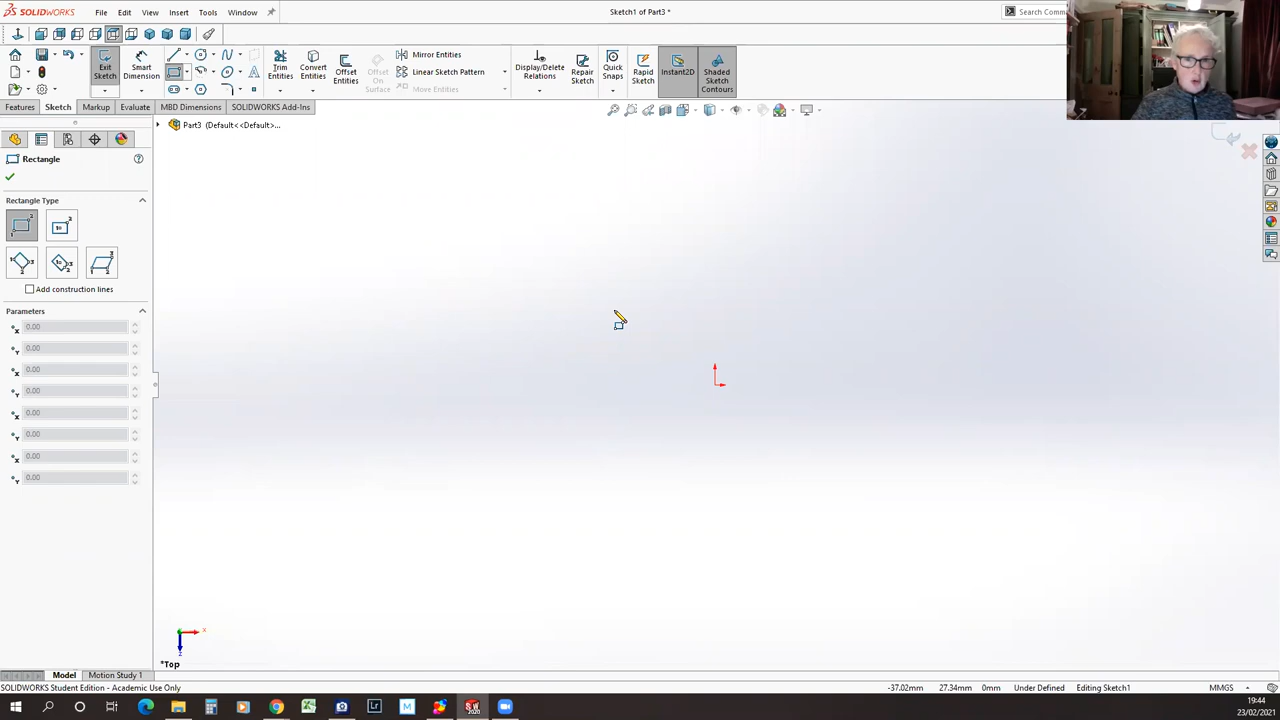 SOLIDWORKS
File
Edit
View
Insert
Tools
Window
Sketch1 of Part3 *
Search Comm
Exit Sketch
Smart Dimension
Trim Entities
Convert Entities
Offset Entities
Offset On Surface
Mirror Entities
Linear Sketch Pattern
Move Entities
Display/Delete Relations
Repair Sketch
Quick Snaps
Rapid Sketch
Instant2D
Shaded Sketch Contours
Features
Sketch
Markup
Evaluate
MBD Dimensions
SOLIDWORKS Add-Ins
Part3 (Default<<Default>...
Rectangle
Rectangle Type
Add construction lines
Parameters
0.00
0.00
0.00
0.00
0.00
0.00
0.00
0.00
x
z
*Top
Model
Motion Study 1
SOLIDWORKS Student Edition - Academic Use Only
-37.02mm
27.34mm
0mm
Under Defined
Editing Sketch1
MMGS
19:44
23/02/2021